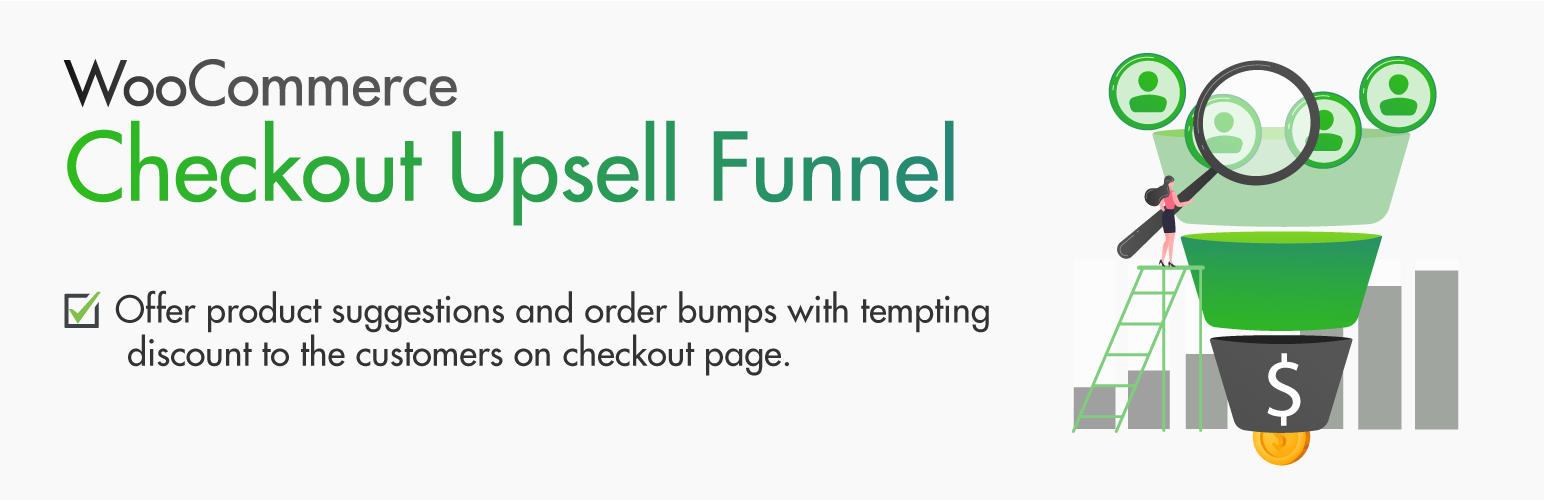 WooCommerce
Checkout Upsell Funnel
Offer product suggestions and order bumps with tempting
discount to the customers on checkout page.
$